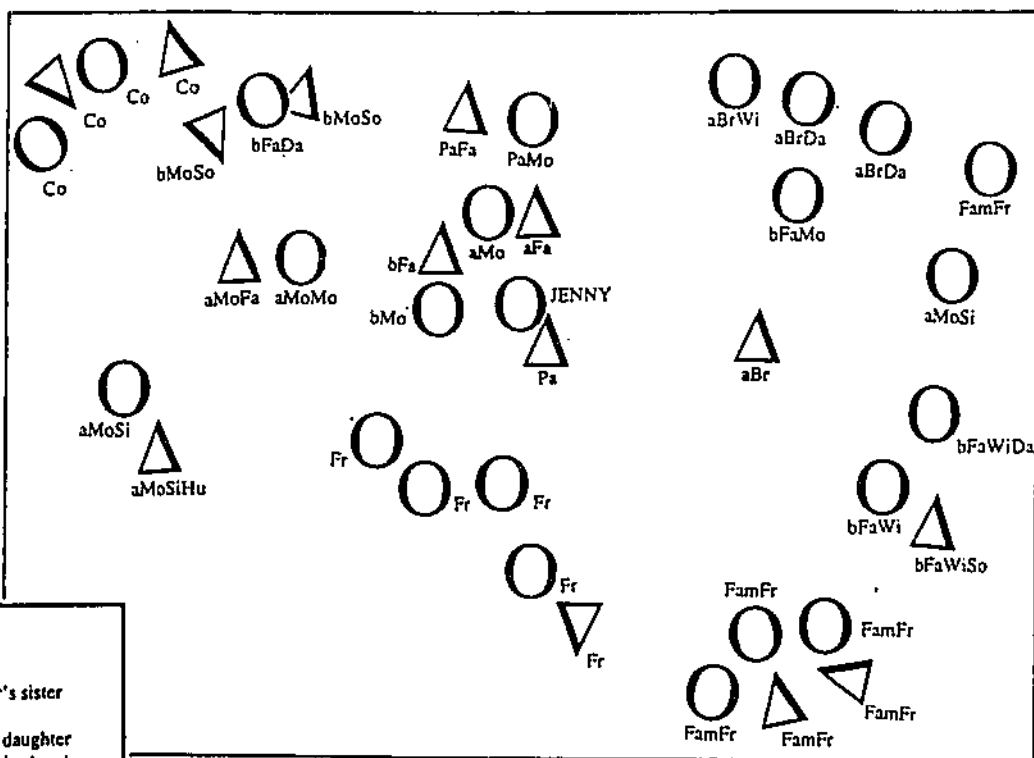 Co
Co
Co
Co
bMoSo
bFaDa
bMoSo
PaFa
PaMo
aBrWi
aBrDa
aBrDa
FamFr
bFaMo
aMo
aFa
bFa
aMoFa
aMoMo
bMo
JENNY
Pa
aMoSi
aBr
aMoSi
aMoSiHu
bFaWiDa
Fr
Fr
Fr
bFaWi
bFaWiSo
Fr
Fr
FamFr
FamFr
FamFr
FamFr
FamFr
's sister
daughter